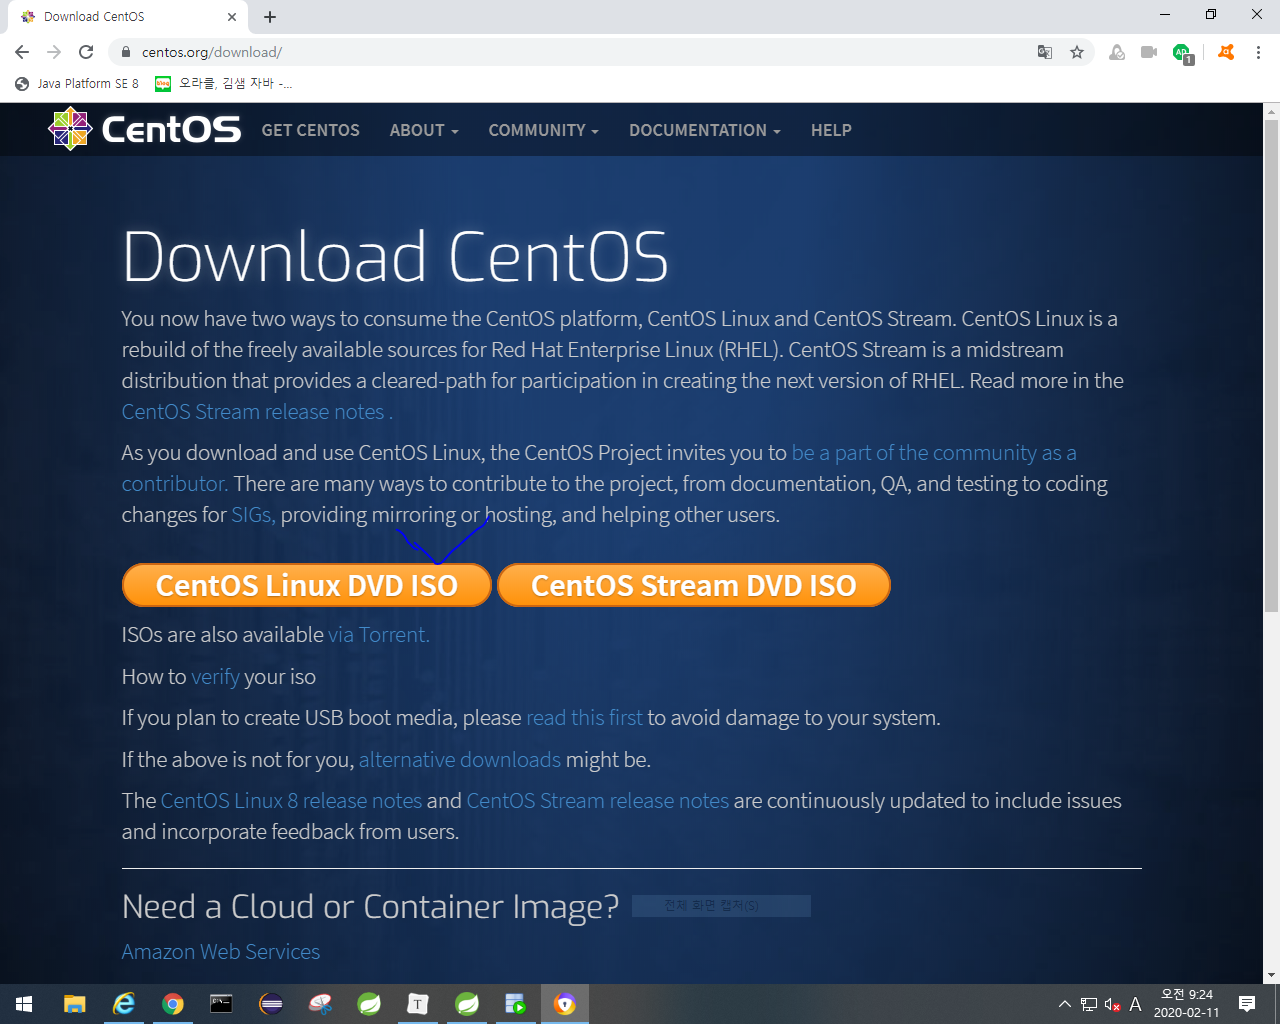 Download CentOS
centos.org/download/
Java Platform SE 8
blog
오라클, 김샘 자바 -...
1
CentOS GET CENTOS ABOUT COMMUNITY DOCUMENTATION HELP
Download CentOS
You now have two ways to consume the CentOS platform, CentOS Linux and CentOS Stream. CentOS Linux is a
rebuild of the freely available sources for Red Hat Enterprise Linux (RHEL). CentOS Stream is a midstream
distribution that provides a cleared-path for participation in creating the next version of RHEL. Read more in the
CentOS Stream release notes .
As you download and use CentOS Linux, the CentOS Project invites you to be a part of the community as a
contributor. There are many ways to contribute to the project, from documentation, QA, and testing to coding
changes for SIGs, providing mirroring or hosting, and helping other users.
CentOS Linux DVD ISO CentOS Stream DVD ISO
ISOs are also available via Torrent.
How to verify your iso
If you plan to create USB boot media, please read this first to avoid damage to your system.
If the above is not for you, alternative downloads might be.
The CentOS Linux 8 release notes and CentOS Stream release notes are continuously updated to include issues
and incorporate feedback from users.
Need a Cloud or Container Image? 전체 화면 캡처(S)
Amazon Web Services
T
A
오전 9:24
2020-02-11